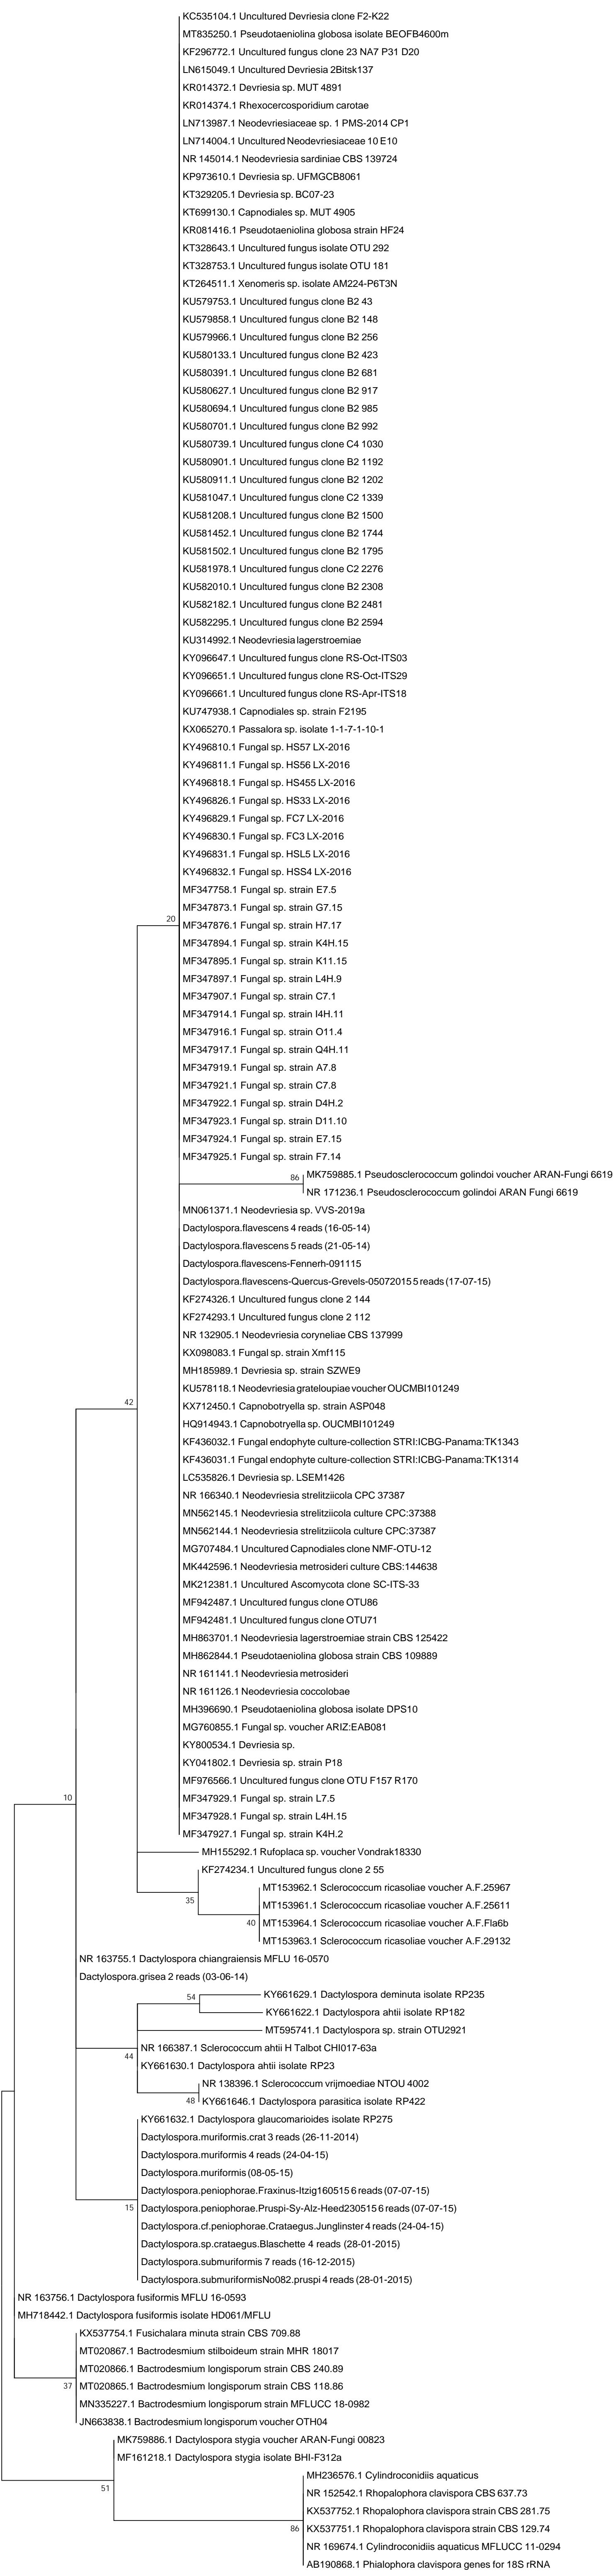 KC535104.1 Uncultured Devriesia clone F2-K22
MT835250.1 Pseudotaeniolina globosa isolate BEOFB4600m
KF296772.1 Uncultured fungus clone 23 NA7 P31 D20
LN615049.1 Uncultured Devriesia 2Bitsk137
KR014372.1 Devriesia sp. MUT 4891
KR014374.1 Rhexocercosporidium carotae
LN713987.1 Neodevriesiaceae sp. 1 PMS-2014 CP1
LN714004.1 Uncultured Neodevriesiaceae 10 E10
NR 145014.1 Neodevriesia sardiniae CBS 139724
KP973610.1 Devriesia sp. UFMGCB8061
KT329205.1 Devriesia sp. BC07-23
KT699130.1 Capnodiales sp. MUT 4905
KR081416.1 Pseudotaeniolina globosa strain HF24
KT328643.1 Uncultured fungus isolate OTU 292
KT328753.1 Uncultured fungus isolate OTU 181
KT264511.1 Xenomeris sp. isolate AM224-P6T3N
KU579753.1 Uncultured fungus clone B2 43
KU579858.1 Uncultured fungus clone B2 148
KU579966.1 Uncultured fungus clone B2 256
KU580133.1 Uncultured fungus clone B2 423
KU580391.1 Uncultured fungus clone B2 681
KU580627.1 Uncultured fungus clone B2 917
KU580694.1 Uncultured fungus clone B2 985
KU580701.1 Uncultured fungus clone B2 992
KU580739.1 Uncultured fungus clone C4 1030
KU580901.1 Uncultured fungus clone B2 1192
KU580911.1 Uncultured fungus clone B2 1202
KU581047.1 Uncultured fungus clone C2 1339
KU581208.1 Uncultured fungus clone B2 1500
KU581452.1 Uncultured fungus clone B2 1744
KU581502.1 Uncultured fungus clone B2 1795
KU581978.1 Uncultured fungus clone C2 2276
KU582010.1 Uncultured fungus clone B2 2308
KU582182.1 Uncultured fungus clone B2 2481
KU582295.1 Uncultured fungus clone B2 2594
KU314992.1 Neodevriesia lagerstroemiae
KY096647.1 Uncultured fungus clone RS-Oct-ITS03
KY096651.1 Uncultured fungus clone RS-Oct-ITS29
KY096661.1 Uncultured fungus clone RS-Apr-ITS18
KU747938.1 Capnodiales sp. strain F2195
KX065270.1 Passalora sp. isolate 1-1-7-1-10-1
KY496810.1 Fungal sp. HS57 LX-2016
KY496811.1 Fungal sp. HS56 LX-2016
KY496818.1 Fungal sp. HS455 LX-2016
KY496826.1 Fungal sp. HS33 LX-2016
KY496829.1 Fungal sp. FC7 LX-2016
KY496830.1 Fungal sp. FC3 LX-2016
KY496831.1 Fungal sp. HSL5 LX-2016
KY496832.1 Fungal sp. HSS4 LX-2016
MF347758.1 Fungal sp. strain E7.5
MF347873.1 Fungal sp. strain G7.15
20
MF347876.1 Fungal sp. strain H7.17
MF347894.1 Fungal sp. strain K4H.15
MF347895.1 Fungal sp. strain K11.15
MF347897.1 Fungal sp. strain L4H.9
MF347907.1 Fungal sp. strain C7.1
MF347914.1 Fungal sp. strain I4H.11
MF347916.1 Fungal sp. strain O11.4
MF347917.1 Fungal sp. strain Q4H.11
MF347919.1 Fungal sp. strain A7.8
MF347921.1 Fungal sp. strain C7.8
MF347922.1 Fungal sp. strain D4H.2
MF347923.1 Fungal sp. strain D11.10
MF347924.1 Fungal sp. strain E7.15
MF347925.1 Fungal sp. strain F7.14
MK759885.1 Pseudosclerococcum golindoi voucher ARAN-Fungi 6619
86
NR 171236.1 Pseudosclerococcum golindoi ARAN Fungi 6619
MN061371.1 Neodevriesia sp. VVS-2019a
Dactylospora.flavescens 4 reads (16-05-14)
Dactylospora.flavescens 5 reads (21-05-14)
Dactylospora.flavescens-Fennerh-091115
Dactylospora.flavescens-Quercus-Grevels-05072015 5 reads (17-07-15)
KF274326.1 Uncultured fungus clone 2 144
KF274293.1 Uncultured fungus clone 2 112
NR 132905.1 Neodevriesia coryneliae CBS 137999
KX098083.1 Fungal sp. strain Xmf115
MH185989.1 Devriesia sp. strain SZWE9
KU578118.1 Neodevriesia grateloupiae voucher OUCMBI101249
42
KX712450.1 Capnobotryella sp. strain ASP048
HQ914943.1 Capnobotryella sp. OUCMBI101249
KF436032.1 Fungal endophyte culture-collection STRI:ICBG-Panama:TK1343
KF436031.1 Fungal endophyte culture-collection STRI:ICBG-Panama:TK1314
LC535826.1 Devriesia sp. LSEM1426
NR 166340.1 Neodevriesia strelitziicola CPC 37387
MN562145.1 Neodevriesia strelitziicola culture CPC:37388
MN562144.1 Neodevriesia strelitziicola culture CPC:37387
MG707484.1 Uncultured Capnodiales clone NMF-OTU-12
MK442596.1 Neodevriesia metrosideri culture CBS:144638
MK212381.1 Uncultured Ascomycota clone SC-ITS-33
MF942487.1 Uncultured fungus clone OTU86
MF942481.1 Uncultured fungus clone OTU71
MH863701.1 Neodevriesia lagerstroemiae strain CBS 125422
MH862844.1 Pseudotaeniolina globosa strain CBS 109889
NR 161141.1 Neodevriesia metrosideri
NR 161126.1 Neodevriesia coccolobae
MH396690.1 Pseudotaeniolina globosa isolate DPS10
MG760855.1 Fungal sp. voucher ARIZ:EAB081
KY800534.1 Devriesia sp.
KY041802.1 Devriesia sp. strain P18
MF976566.1 Uncultured fungus clone OTU F157 R170
10
MF347929.1 Fungal sp. strain L7.5
MF347928.1 Fungal sp. strain L4H.15
MF347927.1 Fungal sp. strain K4H.2
MH155292.1 Rufoplaca sp. voucher Vondrak18330
KF274234.1 Uncultured fungus clone 2 55
35
MT153962.1 Sclerococcum ricasoliae voucher A.F.25967
MT153961.1 Sclerococcum ricasoliae voucher A.F.25611
40
MT153964.1 Sclerococcum ricasoliae voucher A.F.Fla6b
MT153963.1 Sclerococcum ricasoliae voucher A.F.29132
NR 163755.1 Dactylospora chiangraiensis MFLU 16-0570
Dactylospora.grisea 2 reads (03-06-14)
54
KY661629.1 Dactylospora deminuta isolate RP235
KY661622.1 Dactylospora ahtii isolate RP182
MT595741.1 Dactylospora sp. strain OTU2921
44
NR 166387.1 Sclerococcum ahtii H Talbot CHI017-63a
KY661630.1 Dactylospora ahtii isolate RP23
NR 138396.1 Sclerococcum vrijmoediae NTOU 4002
48
KY661646.1 Dactylospora parasitica isolate RP422
KY661632.1 Dactylospora glaucomarioides isolate RP275
Dactylospora.muriformis.crat 3 reads (26-11-2014)
Dactylospora.muriformis 4 reads (24-04-15)
Dactylospora.muriformis (08-05-15)
Dactylospora.peniophorae.Fraxinus-Itzig160515 6 reads (07-07-15)
15
Dactylospora.peniophorae.Pruspi-Sy-Alz-Heed230515 6 reads (07-07-15)
Dactylospora.cf.peniophorae.Crataegus.Junglinster 4 reads (24-04-15)
Dactylospora.sp.crataegus.Blaschette 4 reads (28-01-2015)
Dactylospora.submuriformis 7 reads (16-12-2015)
Dactylospora.submuriformisNo082.pruspi 4 reads (28-01-2015)
NR 163756.1 Dactylospora fusiformis MFLU 16-0593
MH718442.1 Dactylospora fusiformis isolate HD061/MFLU
KX537754.1 Fusichalara minuta strain CBS 709.88
MT020867.1 Bactrodesmium stilboideum strain MHR 18017
MT020866.1 Bactrodesmium longisporum strain CBS 240.89
37
MT020865.1 Bactrodesmium longisporum strain CBS 118.86
MN335227.1 Bactrodesmium longisporum strain MFLUCC 18-0982
JN663838.1 Bactrodesmium longisporum voucher OTH04
MK759886.1 Dactylospora stygia voucher ARAN-Fungi 00823
MF161218.1 Dactylospora stygia isolate BHI-F312a
51
MH236576.1 Cylindroconidiis aquaticus
NR 152542.1 Rhopalophora clavispora CBS 637.73
KX537752.1 Rhopalophora clavispora strain CBS 281.75
86
KX537751.1 Rhopalophora clavispora strain CBS 129.74
NR 169674.1 Cylindroconidiis aquaticus MFLUCC 11-0294
AB190868.1 Phialophora clavispora genes for 18S rRNA